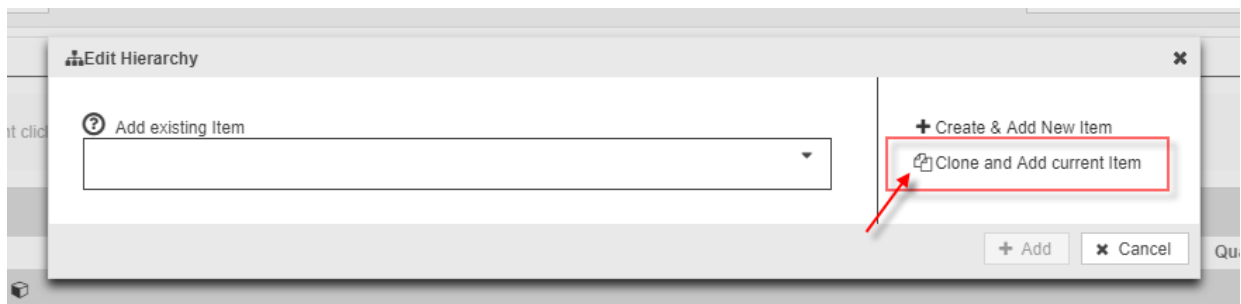 Edit Hierarchy
Add existing Item
Create & Add New Item
Clone and Add current Item
Add
Cancel